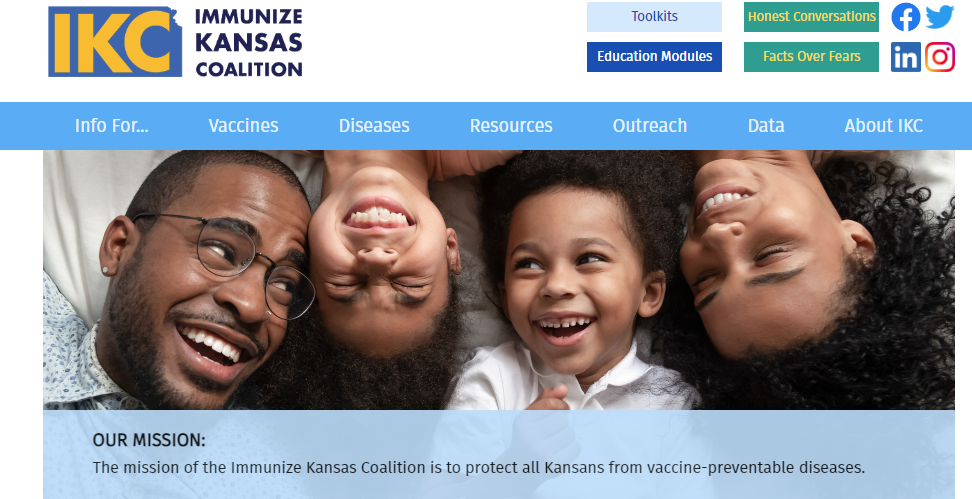 IKC
IMMUNIZE
KANSAS
COALITION
Toolkits
Honest Conversations
Education Modules
Facts Over Fears
in
Info For...
Vaccines
Diseases
Resources
Outreach
Data
About IKC
OUR MISSION:
The mission of the Immunize Kansas Coalition is to protect all Kansans from vaccine-preventable diseases.